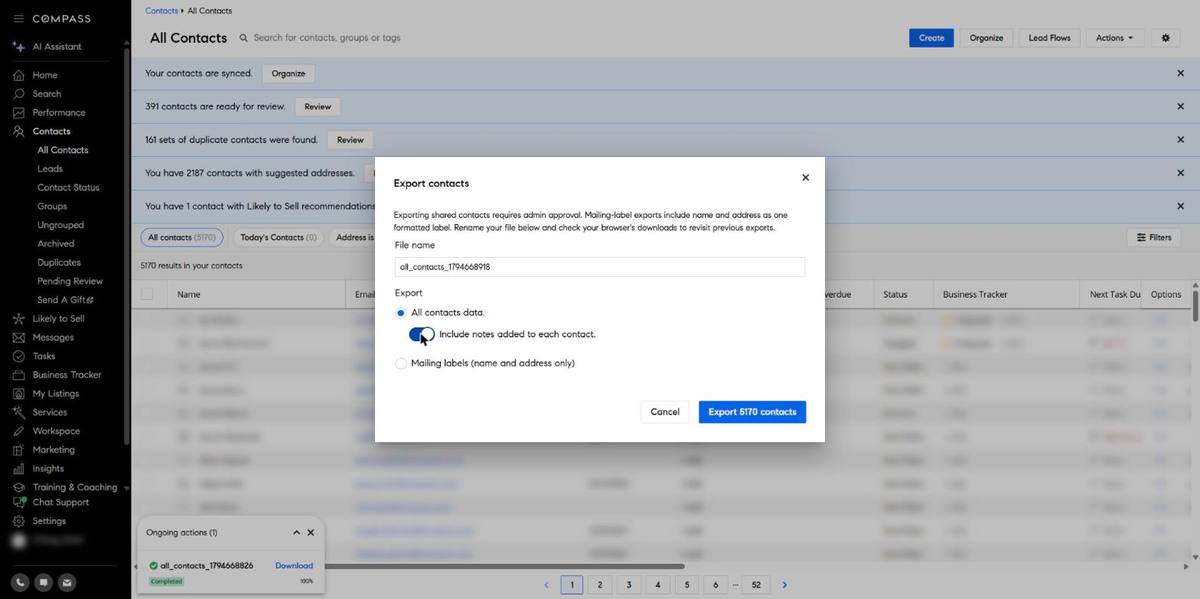 COMPASS
AI Assistant
Home
Search
Performance
Contacts
All Contacts
Leads
Contact Status
Groups
Ungrouped
Archived
Duplicates
Pending Review
Send A Gift
Likely to Sell
Messages
Tasks
Business Tracker
My Listings
Services
Workspace
Marketing
Insights
Training & Coaching
Chat Support
Settings
Contacts ▸ All Contacts
All Contacts
Search for contacts, groups or tags
Create
Organize
Lead Flows
Actions
Your contacts are synced. Organize
391 contacts are ready for review. Review
161 sets of duplicate contacts were found. Review
You have 2187 contacts with suggested addresses.
You have 1 contact with Likely to Sell recommendations
All contacts (5170)
Today's Contacts (0)
Address is
Filters
5170 results in your contacts
Name
Email
Status
Business Tracker
Next Task Du
Options
Export contacts
Exporting shared contacts requires admin approval. Mailing-label exports include name and address as one
formatted label. Rename your file below and check your browser's downloads to revisit previous exports.
File name
all_contacts_1794668918
Export
All contacts data.
Include notes added to each contact.
Mailing labels (name and address only)
Cancel
Export 5170 contacts
Ongoing actions (1)
all_contacts_1794668826
Download
Completed
100%
1 2 3 4 5 6 ... 52